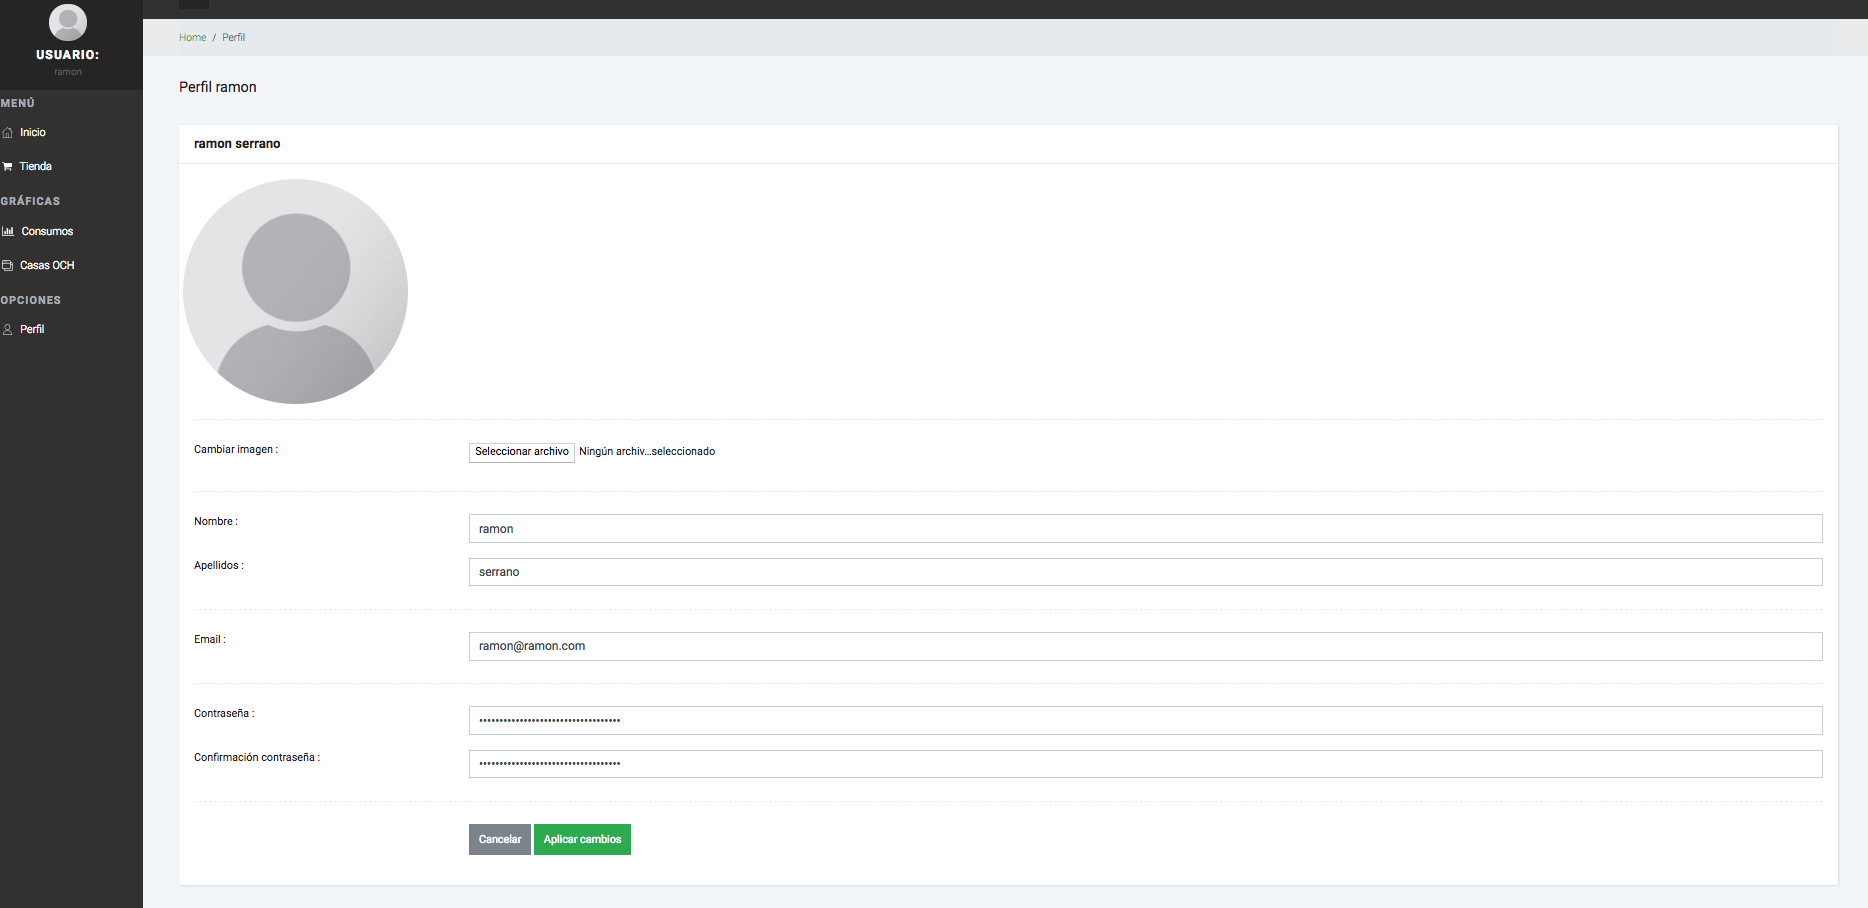 USUARIO:
ramon
MENÚ
Inicio
Tienda
GRÁFICAS
Consumos
Casas OCH
OPCIONES
Perfil
Home / Perfil
Perfil ramon
ramon serrano
Cambiar imagen :
Seleccionar archivo Ningún archiv...seleccionado
Nombre :
ramon
Apellidos :
serrano
Email :
ramon@ramon.com
Contraseña :
•••••••••••••••••••••••••••••••••••
Confirmación contraseña :
•••••••••••••••••••••••••••••••••••
Cancelar
Aplicar cambios